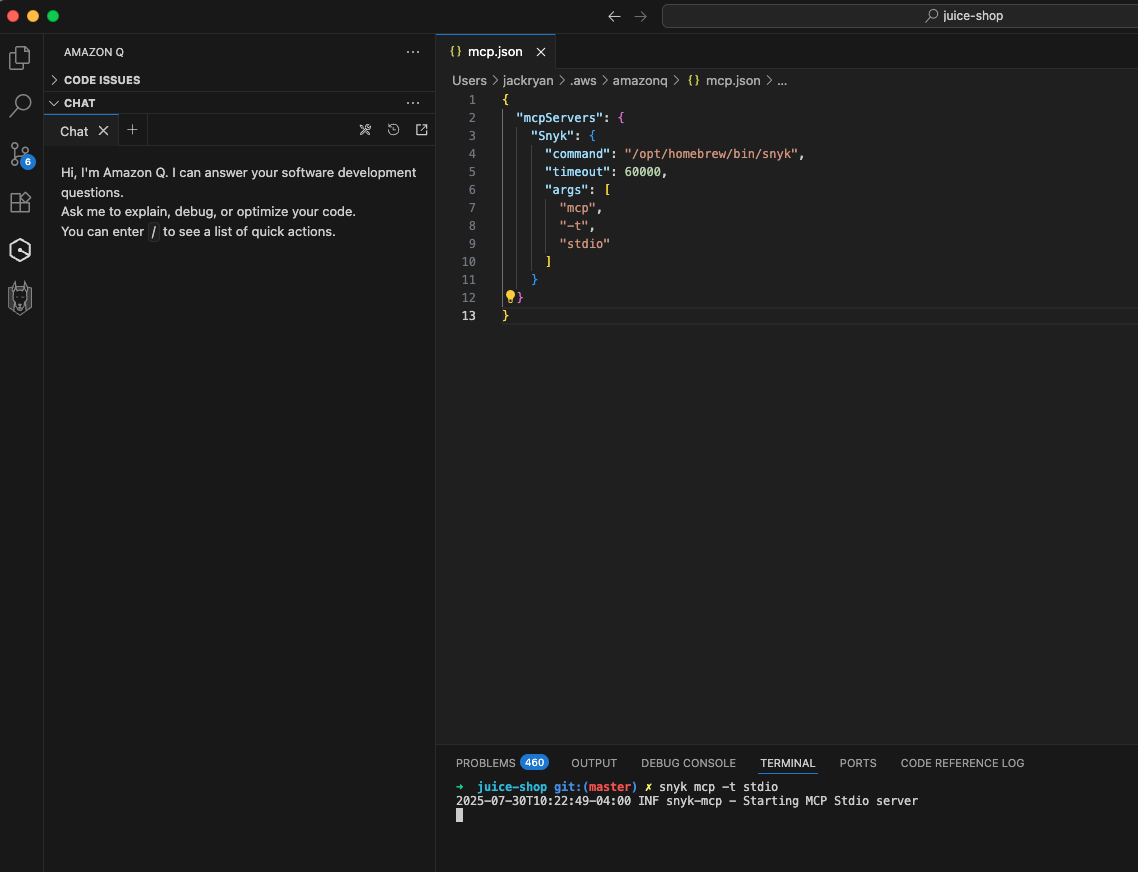 juice-shop
AMAZON Q
CODE ISSUES
CHAT
Chat
6
Hi, I'm Amazon Q. I can answer your software development
questions.
Ask me to explain, debug, or optimize your code.
You can enter / to see a list of quick actions.
{} mcp.json
Users > jackryan > .aws > amazonq > {} mcp.json > ...
1 {
2 "mcpServers": {
3 "Snyk": {
4 "command": "/opt/homebrew/bin/snyk",
5 "timeout": 60000,
6 "args": [
7 "mcp",
8 "-t",
9 "stdio"
10 ]
11 }
12 }
13 }
PROBLEMS 460 OUTPUT DEBUG CONSOLE TERMINAL PORTS CODE REFERENCE LOG
➜ juice-shop git:(master) ✗ snyk mcp -t stdio
2025-07-30T10:22:49-04:00 INF snyk-mcp - Starting MCP Stdio server